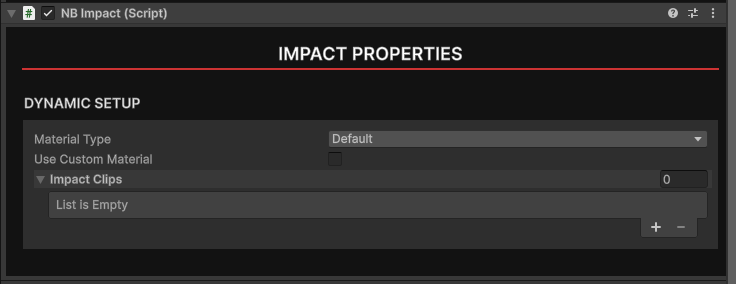 NB Impact (Script)
IMPACT PROPERTIES
DYNAMIC SETUP
Material Type Default
Use Custom Material
Impact Clips 0
List is Empty
+ −